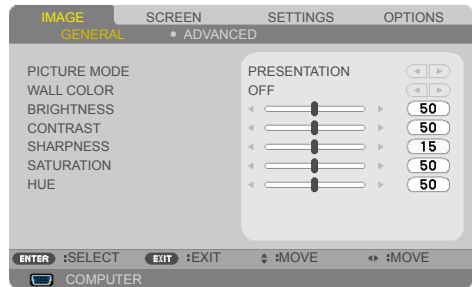 IMAGE SCREEN SETTINGS OPTIONS
GENERAL • ADVANCED
PICTURE MODE PRESENTATION
WALL COLOR OFF
BRIGHTNESS 50
CONTRAST 50
SHARPNESS 15
SATURATION 50
HUE 50
ENTER :SELECT EXIT :EXIT :MOVE :MOVE
COMPUTER